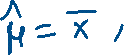 μ̂ = x̄ ,